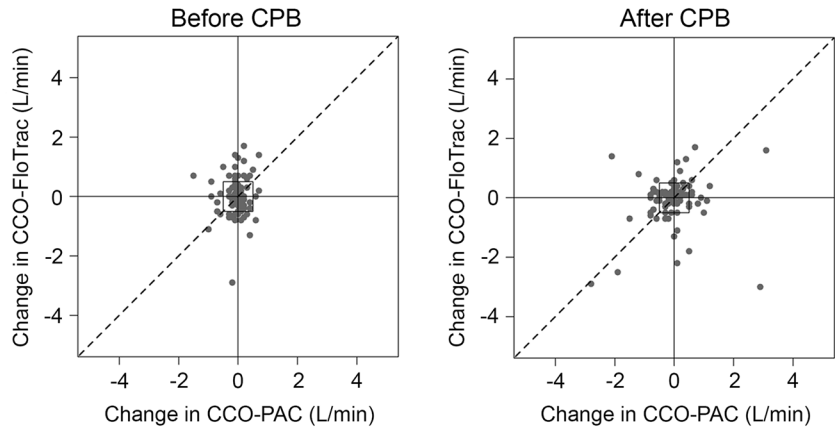 Before CPB
Change in CCO-FloTrac (L/min)
4
2
0
-2
-4
-4 -2 0 2 4
Change in CCO-PAC (L/min)
After CPB
Change in CCO-FloTrac (L/min)
4
2
0
-2
-4
-4 -2 0 2 4
Change in CCO-PAC (L/min)